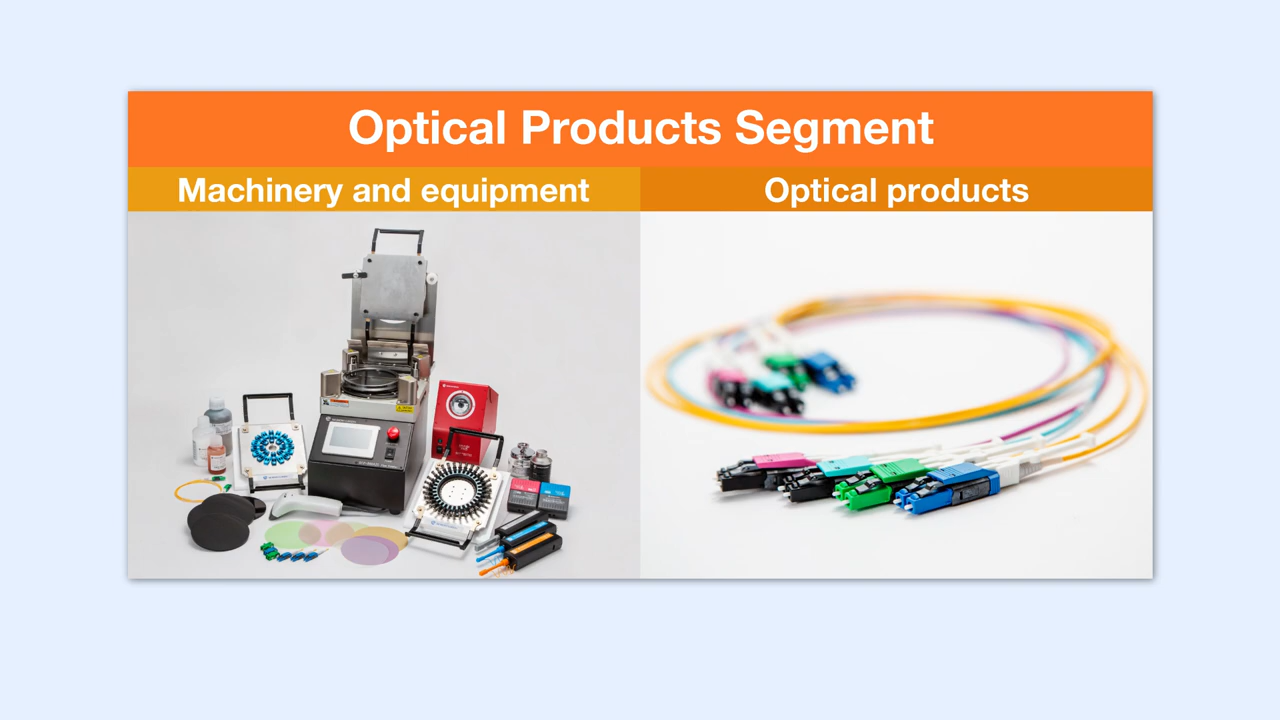 Optical Products Segment
Machinery and equipment
Optical products